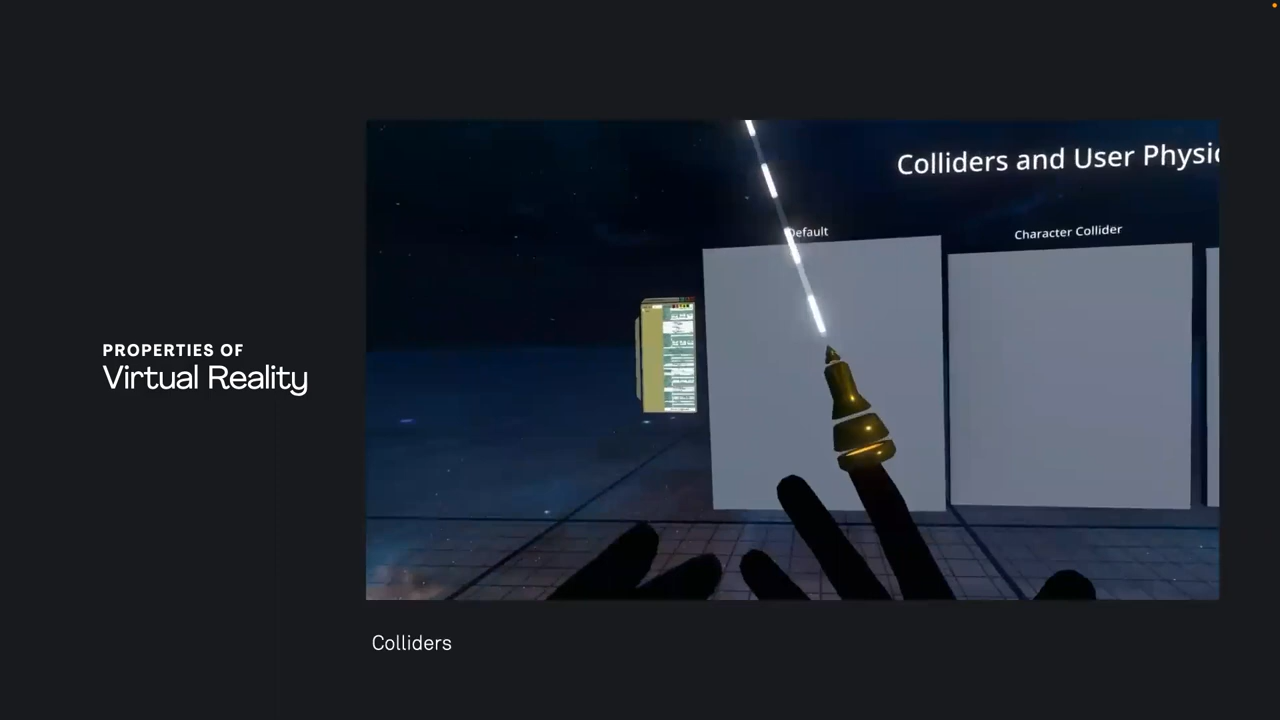 PROPERTIES OF
Virtual Reality
Colliders and User Physic
Default
Character Collider
Colliders